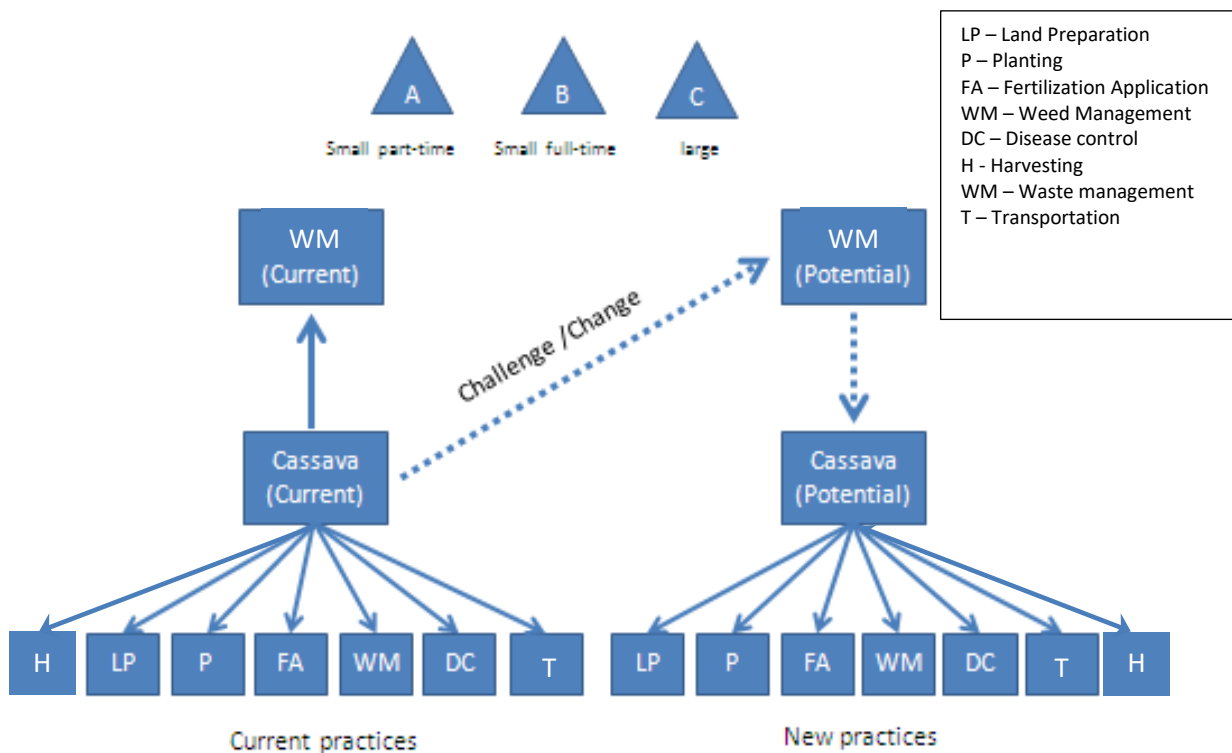 LP – Land Preparation
P – Planting
FA – Fertilization Application
WM – Weed Management
DC – Disease control
H - Harvesting
WM – Waste management
T – Transportation
A
B
C
Small part-time
Small full-time
large
WM
(Current)
WM
(Potential)
Challenge /Change
Cassava
(Current)
Cassava
(Potential)
H
LP
P
FA
WM
DC
T
LP
P
FA
WM
DC
T
H
Current practices
New practices